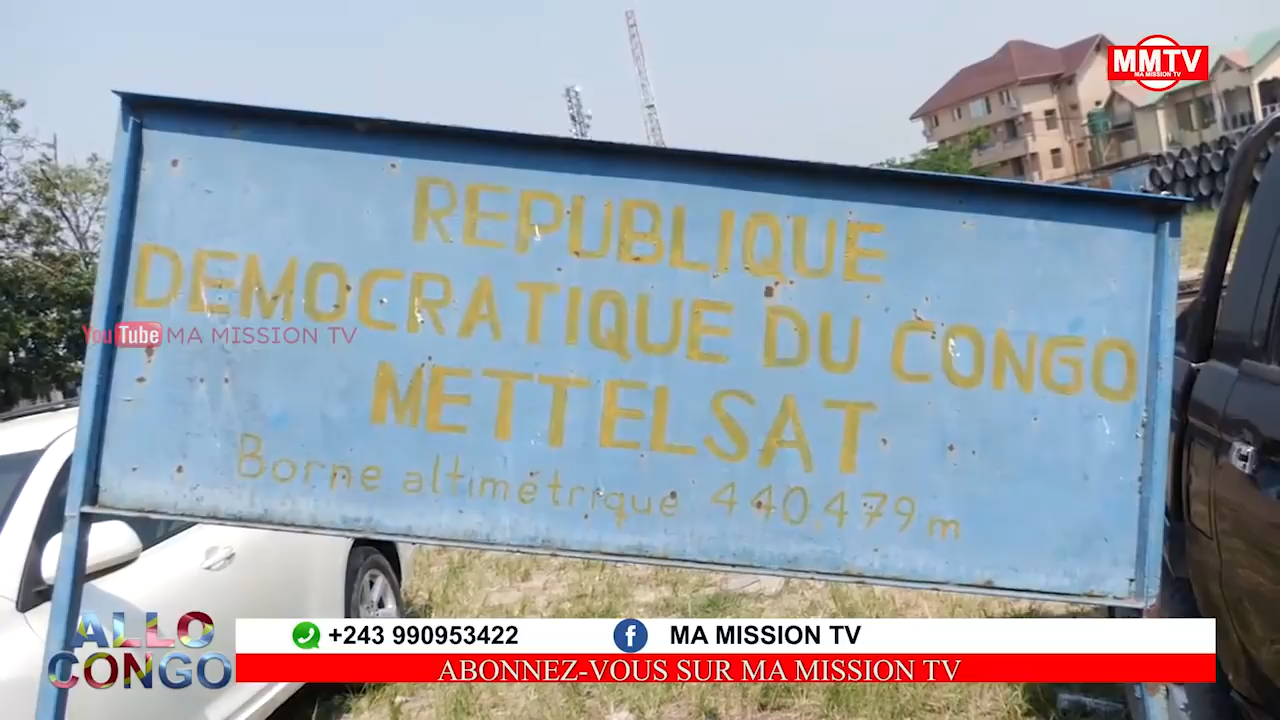 MMTV
MA MISSION TV
REPUBLIQUE
DEMOCRATIQUE DU CONGO
YouTube MA MISSION TV
METTELSAT
Borne altimétrique 440,479m
ALLO
CONGO
+243 990953422
MA MISSION TV
ABONNEZ-VOUS SUR MA MISSION TV